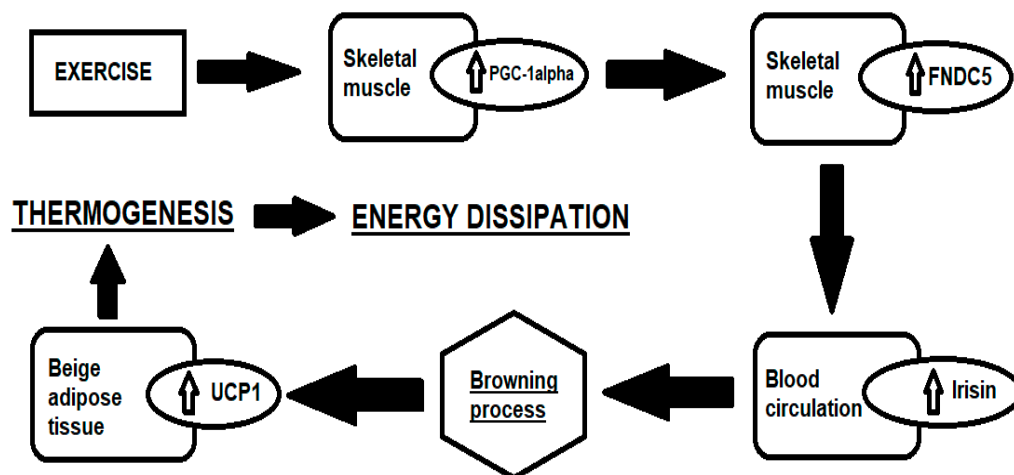 EXERCISE
Skeletal
muscle
PGC-1alpha
Skeletal
muscle
FNDC5
THERMOGENESIS
ENERGY DISSIPATION
Beige
adipose
tissue
UCP1
Browning
process
Blood
circulation
Irisin